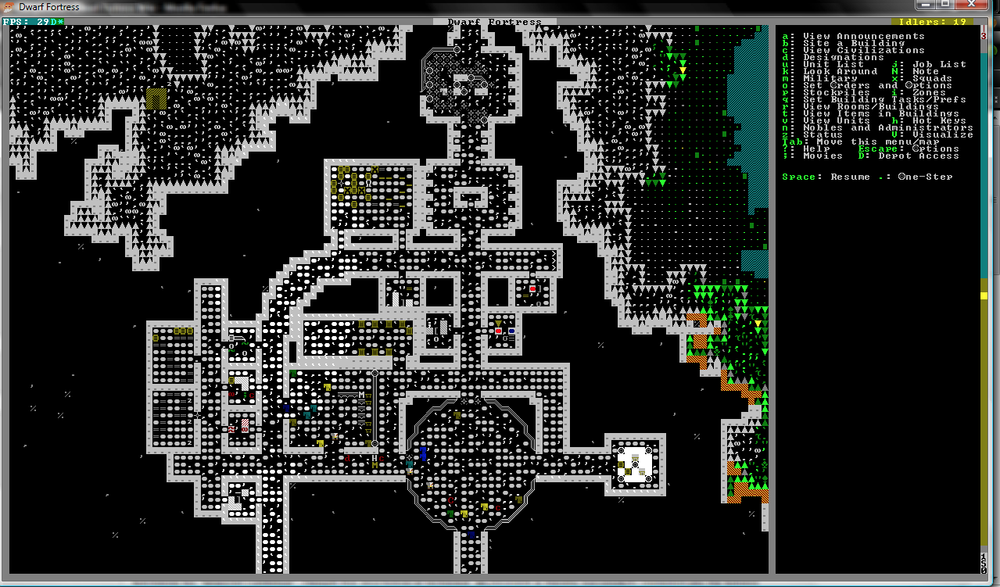 Dwarf Fortress
FPS: 29 D*
Dwarf Fortress
Idlers: 19
a: View Announcements
b: Site a Building
c: View Civilizations
d: Designations
u: Unit List j: Job List
k: Look Around N: Note
m: Military x: Squads
o: Set Orders and Options
p: Stockpiles i: Zones
q: Set Building Tasks/Prefs
r: View Rooms/Buildings
t: View Items in Buildings
v: View Units h: Hot Keys
n: Nobles and Administrators
z: Status V: Visualize
Tab: Move this menu/map
?: Help Escape: Options
;: Movies D: Depot Access
Space: Resume .: One-Step